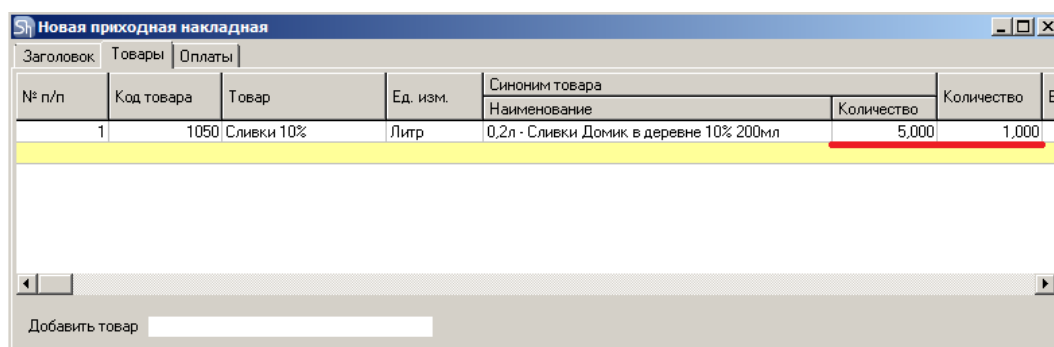 Sh Новая приходная накладная
Заголовок Товары Оплаты
№ п/п Код товара Товар Ед. изм. Синоним товара Количество Е
Наименование Количество
1 1050 Сливки 10% Литр 0,2л - Сливки Домик в деревне 10% 200мл 5,000 1,000
Добавить товар